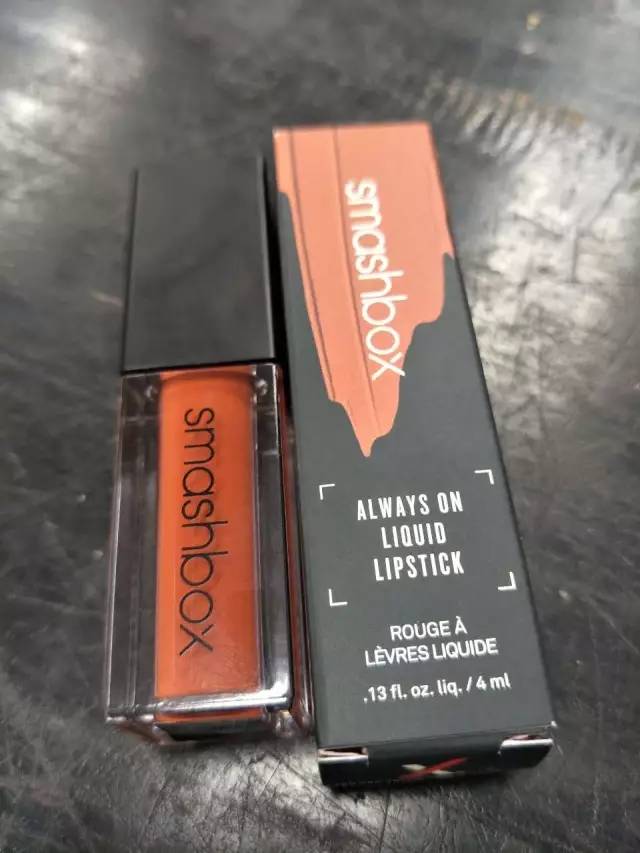 smashbox
smashbox
ALWAYS ON
LIQUID
LIPSTICK
ROUGE À
LÈVRES LIQUIDE
.13 fl. oz. liq. / 4 ml